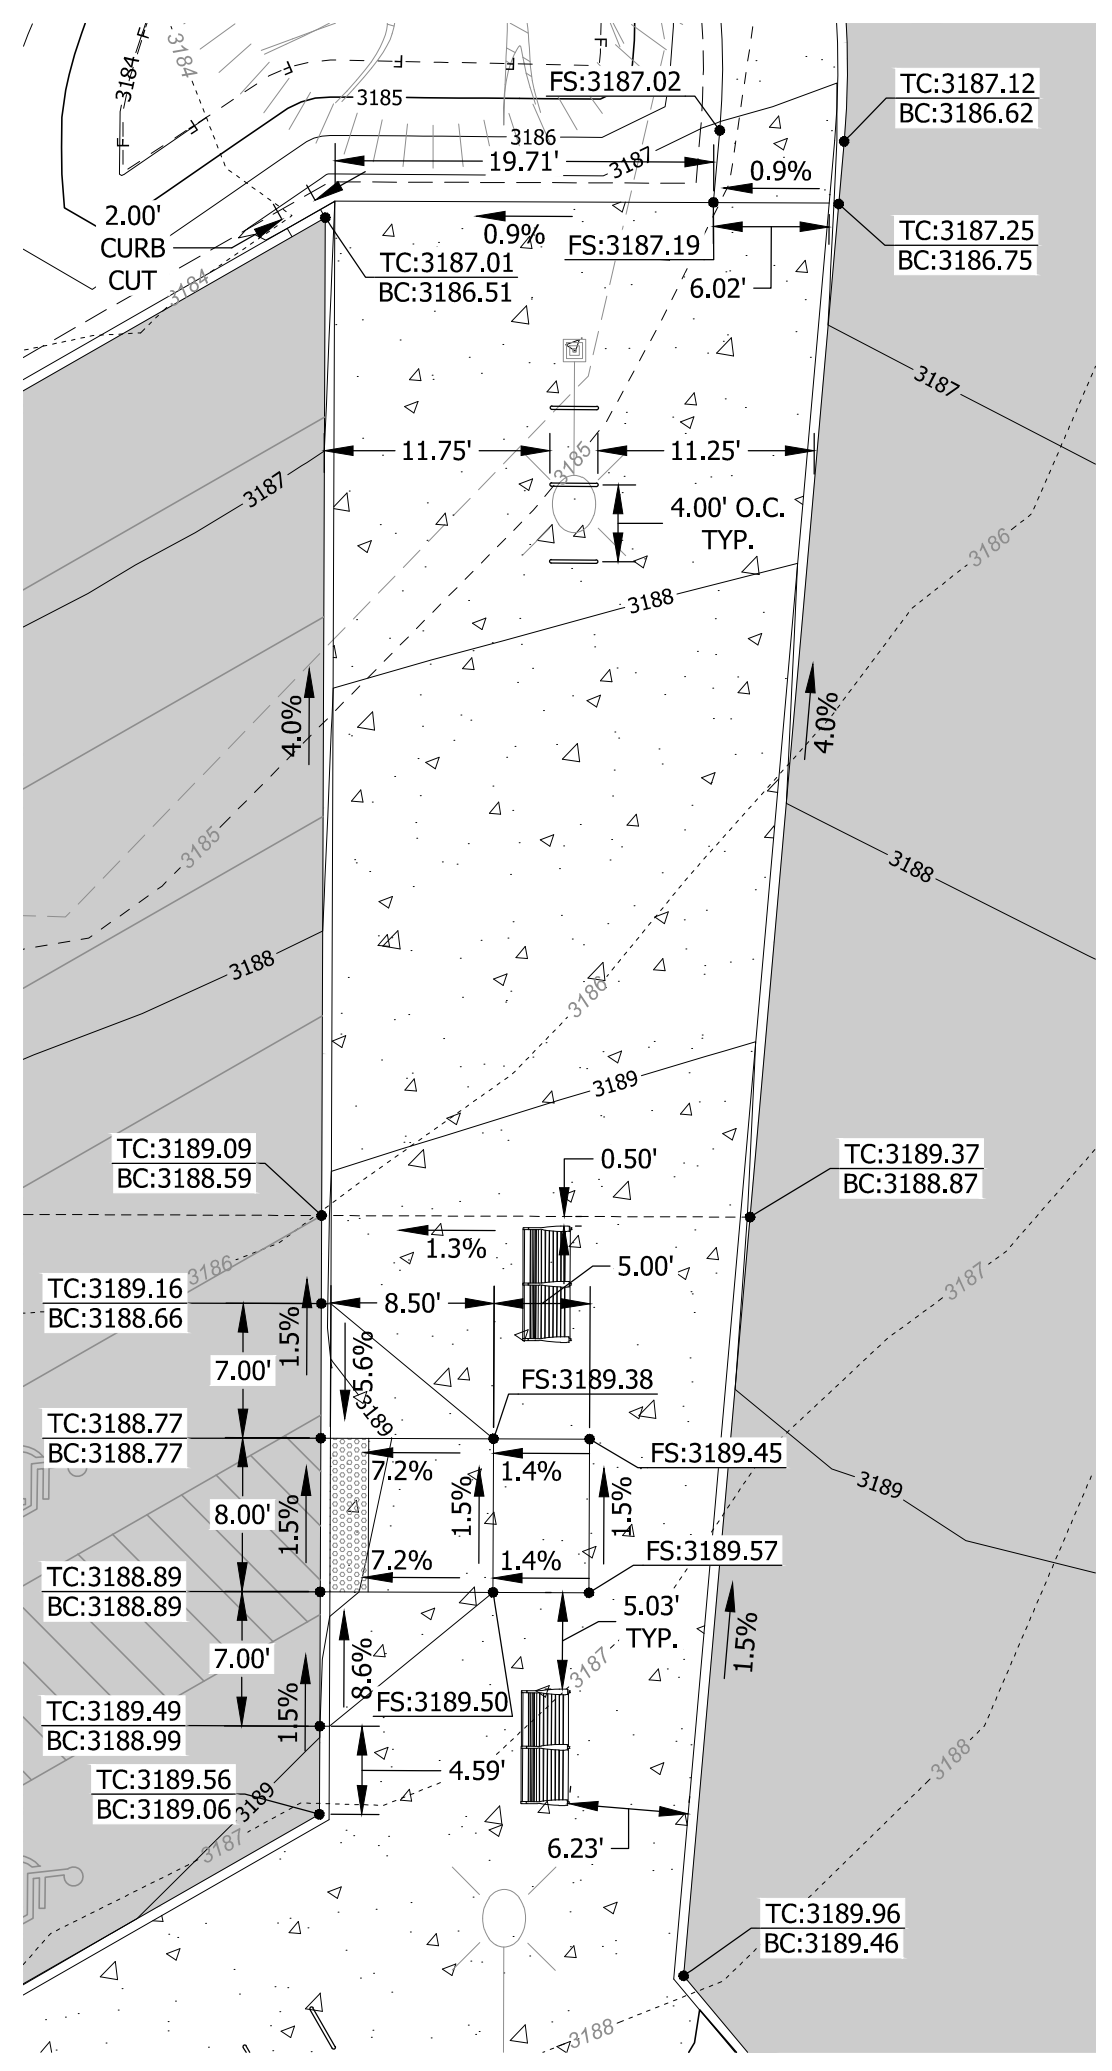 3184
3184
F
F
F
F
F
F
F
3185
3186
3187
FS:3187.02
TC:3187.12
BC:3186.62
19.71'
0.9%
2.00'
CURB
CUT
0.9%
FS:3187.19
TC:3187.25
BC:3186.75
TC:3187.01
BC:3186.51
3184
6.02'
3187
11.75'
3185
11.25'
3187
4.00' O.C.
TYP.
3186
3188
4.0%
4.0%
3185
3188
3188
3186
3189
TC:3189.09
BC:3188.59
0.50'
TC:3189.37
BC:3188.87
1.3%
3186
5.00'
3187
TC:3189.16
BC:3188.66
8.50'
1.5%
7.00'
5.6%
FS:3189.38
3189
TC:3188.77
BC:3188.77
FS:3189.45
7.2%
1.4%
3189
8.00'
1.5%
1.5%
1.5%
7.2%
1.4%
FS:3189.57
TC:3188.89
BC:3188.89
5.03'
TYP.
1.5%
7.00'
8.6%
3187
1.5%
FS:3189.50
TC:3189.49
BC:3188.99
3188
TC:3189.56
BC:3189.06
3189
4.59'
3187
6.23'
TC:3189.96
BC:3189.46
3188